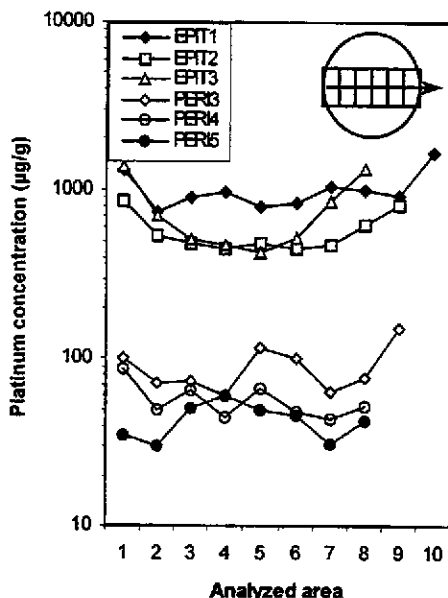 Platinum concentration (µg/g)
10000
1000
100
10
EPIT1
EPIT2
EPIT3
PERI3
PERI4
PERI5
1 2 3 4 5 6 7 8 9 10
Analyzed area